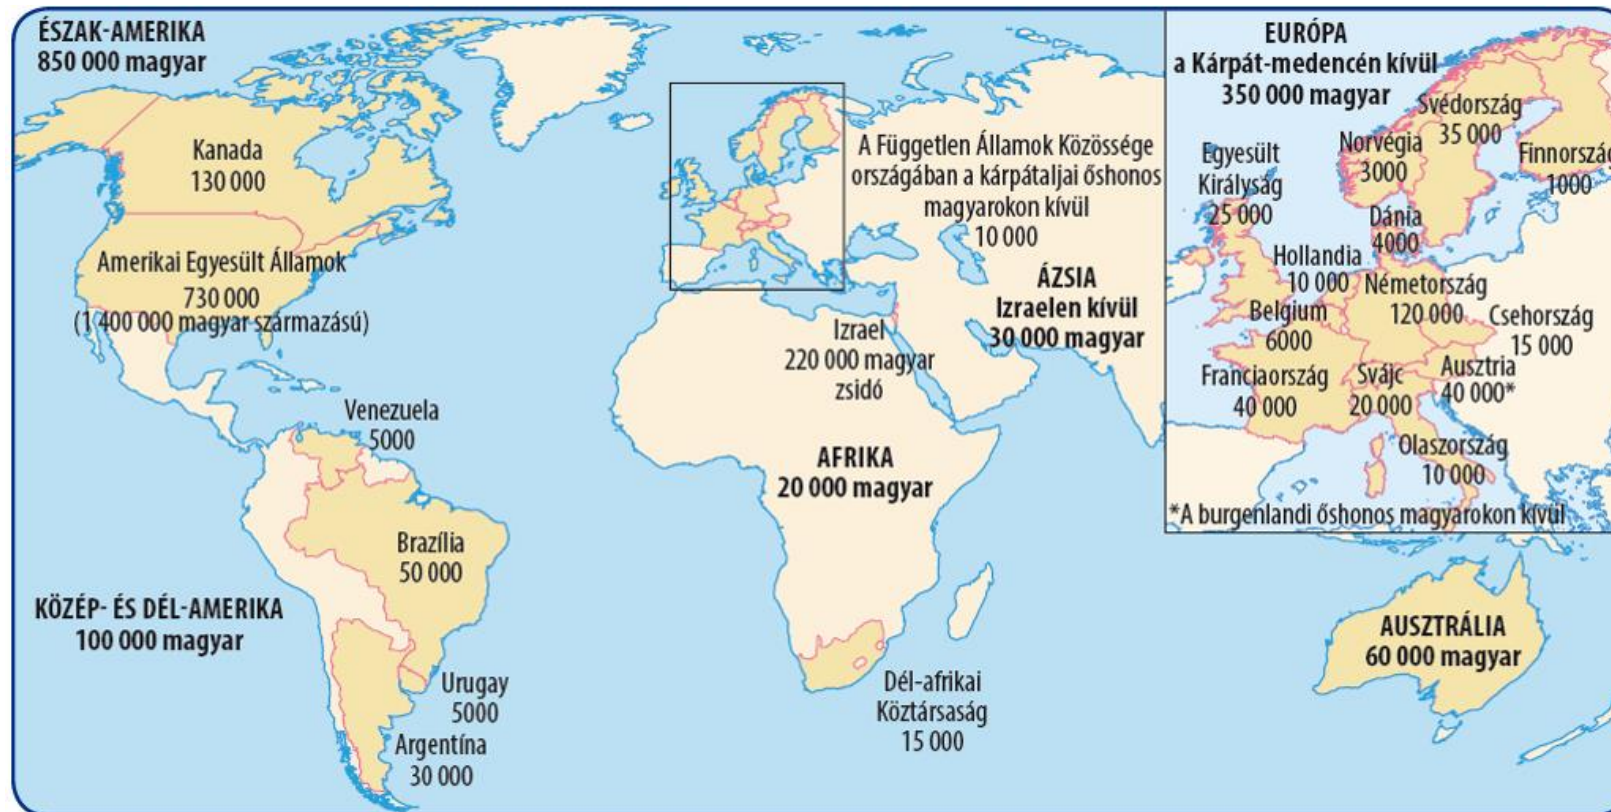 ÉSZAK-AMERIKA
850 000 magyar
Kanada
130 000
Amerikai Egyesült Államok
730 000
(1 400 000 magyar származású)
Venezuela
5000
Brazília
50 000
KÖZÉP- ÉS DÉL-AMERIKA
100 000 magyar
Urugay
5000
Argentína
30 000
A Független Államok Közössége
országában a kárpátaljai őshonos
magyarokon kívül
10 000
ÁZSIA
Izraelen kívül
30 000 magyar
Izrael
220 000 magyar
zsidó
AFRIKA
20 000 magyar
Dél-afrikai
Köztársaság
15 000
EURÓPA
a Kárpát-medencén kívül
350 000 magyar
Svédország
35 000
Norvégia
3000
Finnország
1000
Egyesült
Királyság
25 000
Dánia
4000
Hollandia
10 000
Németország
120 000
Belgium
6000
Csehország
15 000
Franciaország
40 000
Svájc
20 000
Ausztria
40 000*
Olaszország
10 000
*A burgenlandi őshonos magyarokon kívül
AUSZTRÁLIA
60 000 magyar